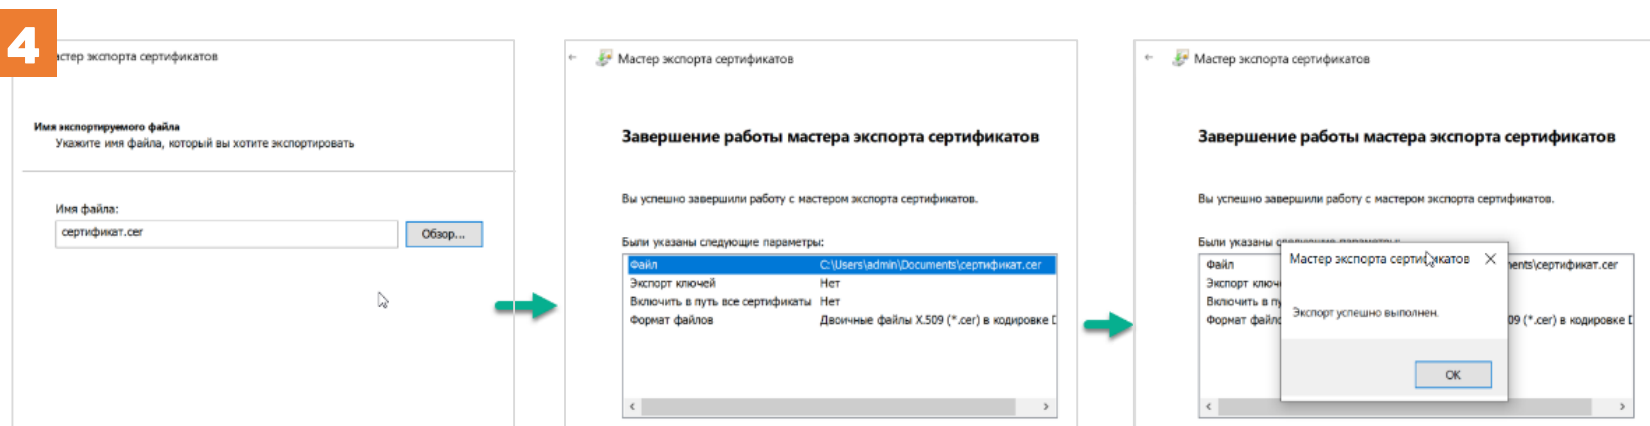 4
астер экспорта сертификатов
Имя экспортируемого файла
Укажите имя файла, который вы хотите экспортировать
Имя файла:
сертификат.cer
Обзор...
Мастер экспорта сертификатов
Завершение работы мастера экспорта сертификатов
Вы успешно завершили работу с мастером экспорта сертификатов.
Были указаны следующие параметры:
Файл C:\Users\admin\Documents\сертификат.cer
Экспорт ключей Нет
Включить в путь все сертификаты Нет
Формат файлов Двоичные файлы X.509 (*.cer) в кодировке D
Мастер экспорта сертификатов
Завершение работы мастера экспорта сертификатов
Вы успешно завершили работу с мастером экспорта сертификатов.
Были указаны
Файл ents\сертификат.cer
Экспорт ключ
Включить в п
Формат файл 09 (*.cer) в кодировке D
Мастер экспорта сертификатов
Экспорт успешно выполнен.
ОК